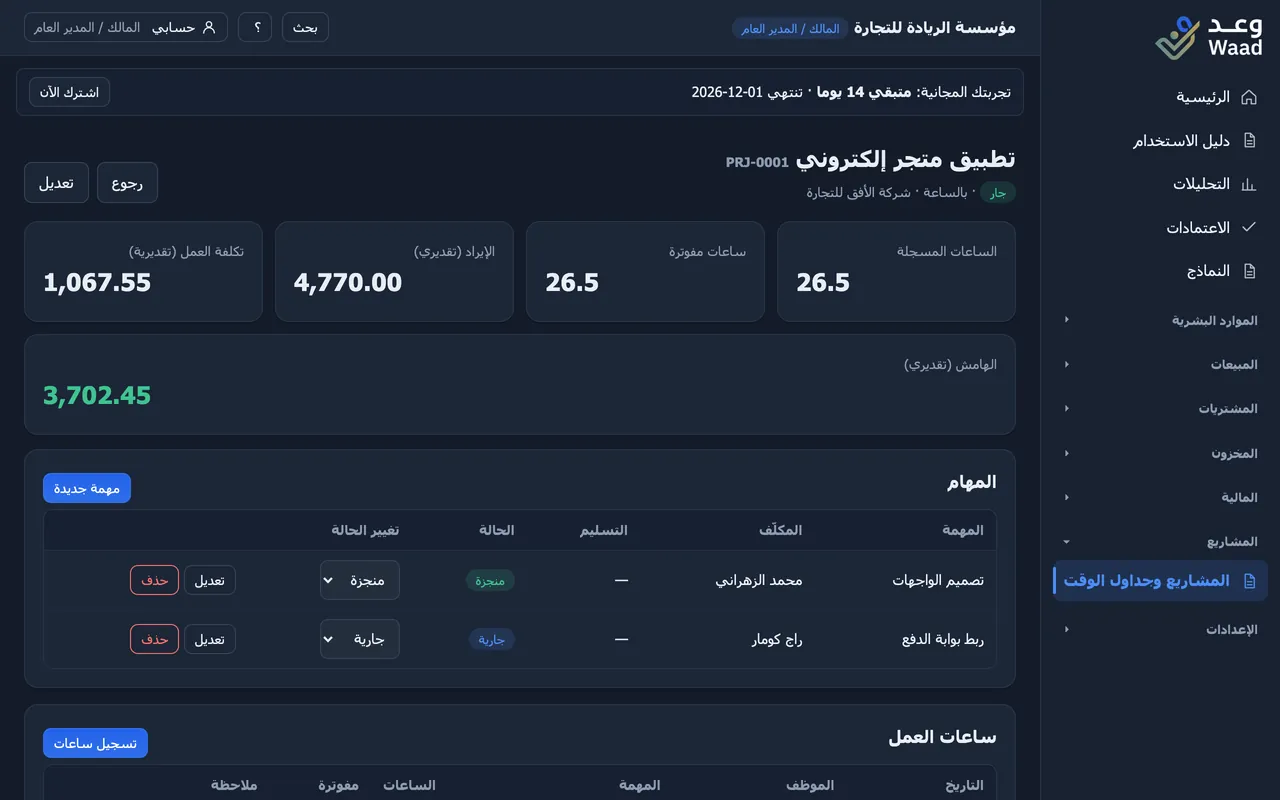 وعد
Waad
الرئيسية
دليل الاستخدام
التحليلات
الاعتمادات
النماذج
الموارد البشرية
المبيعات
المشتريات
المخزون
المالية
المشاريع
المشاريع وجداول الوقت
الإعدادات
مؤسسة الريادة للتجارة المالك / المدير العام
بحث
؟
حسابي المالك / المدير العام
تجربتك المجانية: متبقي 14 يوما · تنتهي 2026-12-01
اشترك الآن
تطبيق متجر إلكتروني PRJ-0001
جار · بالساعة · شركة الأفق للتجارة
رجوع
تعديل
الساعات المسجلة
26.5
ساعات مفوترة
26.5
الإيراد (تقديري)
4,770.00
تكلفة العمل (تقديرية)
1,067.55
الهامش (تقديري)
3,702.45
المهام
مهمة جديدة
المهمة المكلّف التسليم الحالة تغيير الحالة
تصميم الواجهات محمد الزهراني — منجزة منجزة تعديل حذف
ربط بوابة الدفع راج كومار — جارية جارية تعديل حذف
ساعات العمل
تسجيل ساعات
التاريخ الموظف المهمة الساعات مفوترة ملاحظة